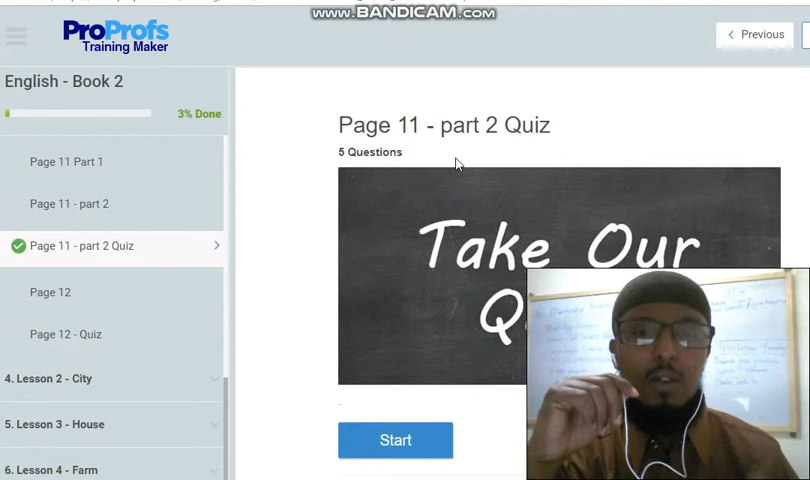 www.BANDICAM.com
ProProfs
Training Maker
Previous
English - Book 2
3% Done
Page 11 Part 1
Page 11 - part 2
Page 11 - part 2 Quiz
Page 12
Page 12 - Quiz
4. Lesson 2 - City
5. Lesson 3 - House
6. Lesson 4 - Farm
Page 11 - part 2 Quiz
5 Questions
Take Our
Start